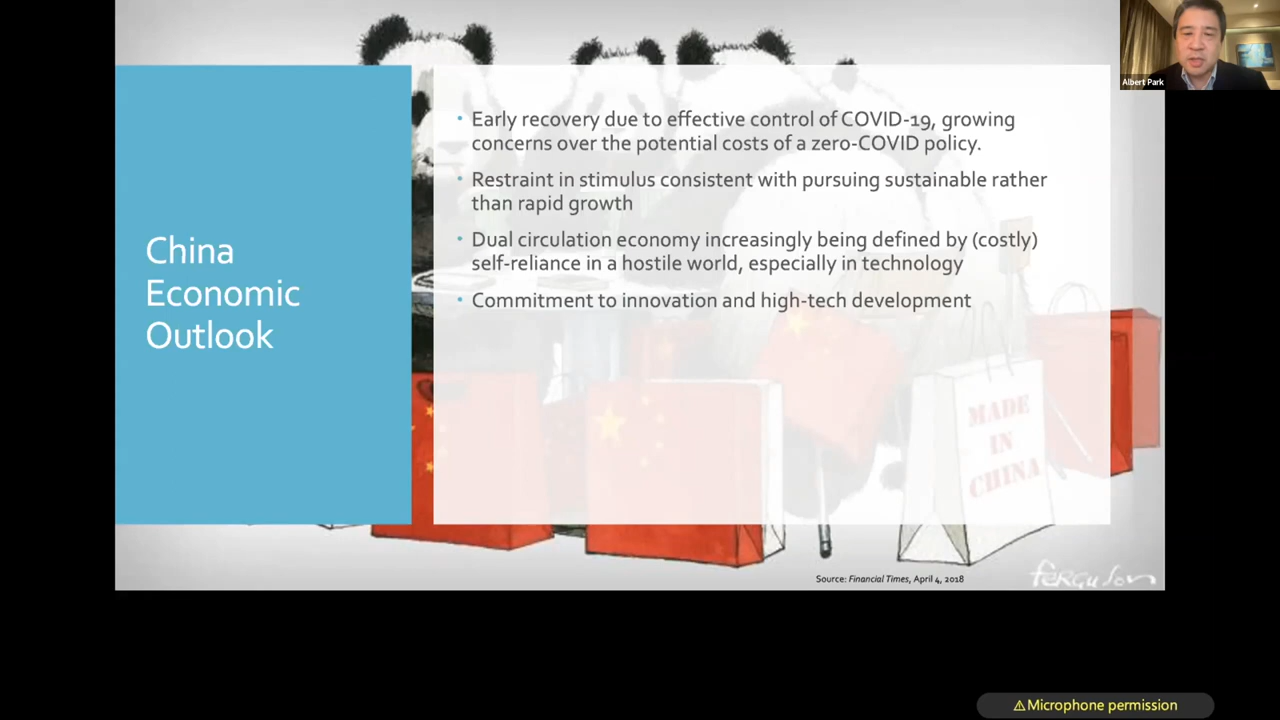 Albert Park
• Early recovery due to effective control of COVID-19, growing
concerns over the potential costs of a zero-COVID policy.
• Restraint in stimulus consistent with pursuing sustainable rather
than rapid growth
• Dual circulation economy increasingly being defined by (costly)
self-reliance in a hostile world, especially in technology
• Commitment to innovation and high-tech development
China
Economic
Outlook
MADE
IN
CHINA
Source: Financial Times, April 4, 2018
ferguson
⚠Microphone permission